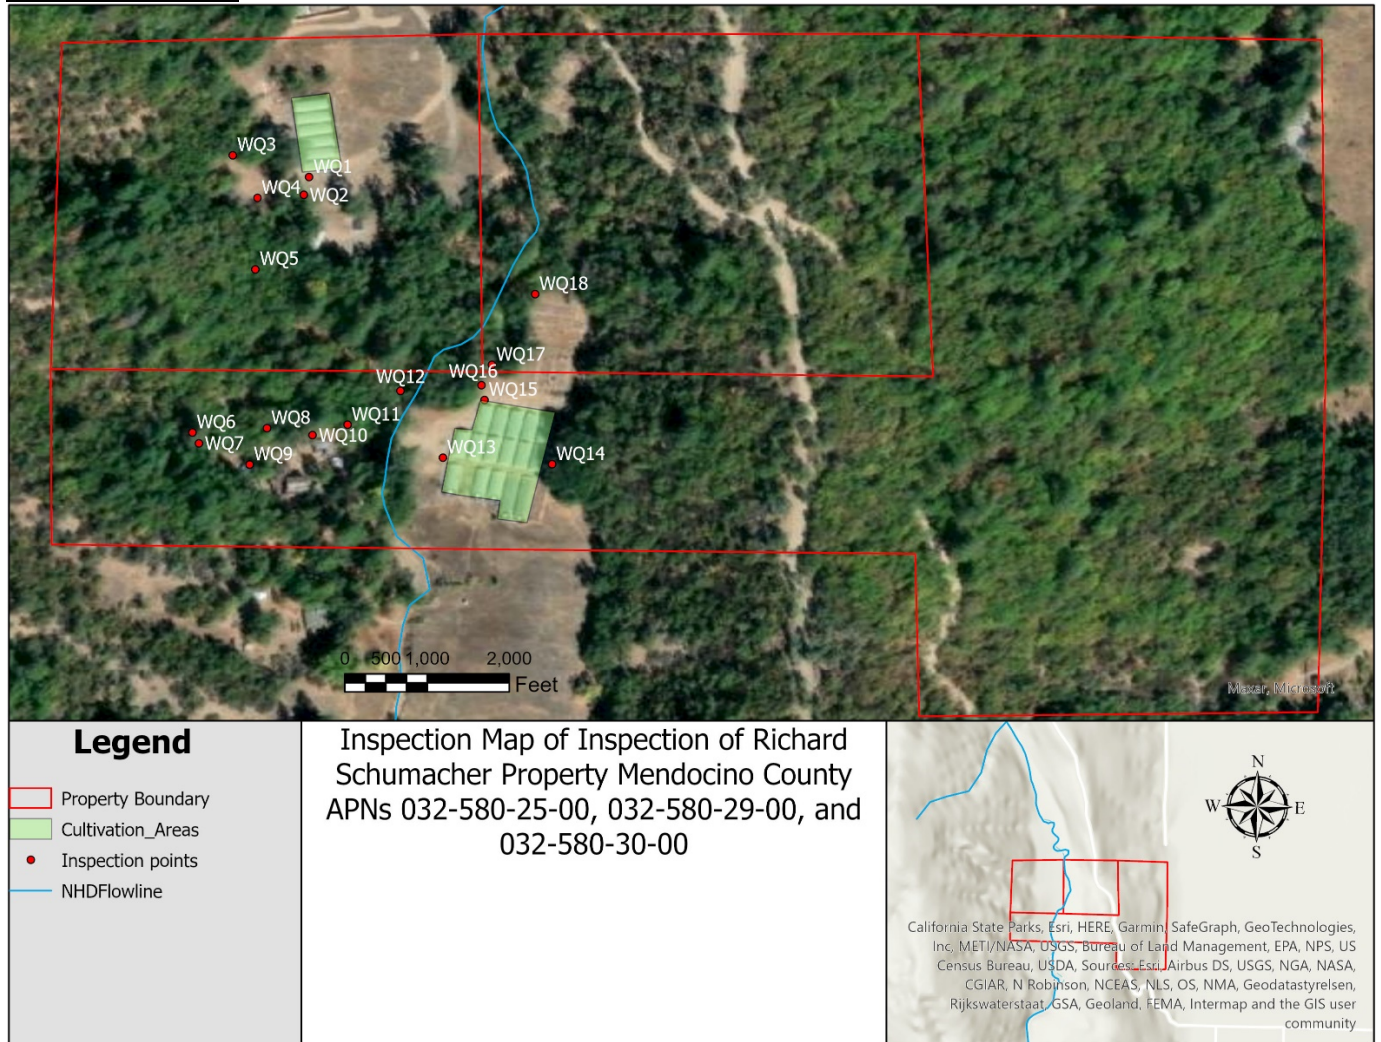 WQ3
WQ1
WQ4
WQ2
WQ5
WQ18
WQ17
WQ12
WQ16
WQ15
WQ6
WQ8
WQ11
WQ7
WQ10
WQ9
WQ13
WQ14
0 500 1,000 2,000
Feet
Maxar, Microsoft
Legend
Property Boundary
Cultivation_Areas
Inspection points
NHDFlowline
Inspection Map of Inspection of Richard
Schumacher Property Mendocino County
APNs 032-580-25-00, 032-580-29-00, and
032-580-30-00
N
W E
S
California State Parks, Esri, HERE, Garmin, SafeGraph, GeoTechnologies,
Inc, METI/NASA, USGS, Bureau of Land Management, EPA, NPS, US
Census Bureau, USDA, Sources: Esri, Airbus DS, USGS, NGA, NASA,
CGIAR, N Robinson, NCEAS, NLS, OS, NMA, Geodatastyrelsen,
Rijkswaterstaat, GSA, Geoland, FEMA, Intermap and the GIS user
community